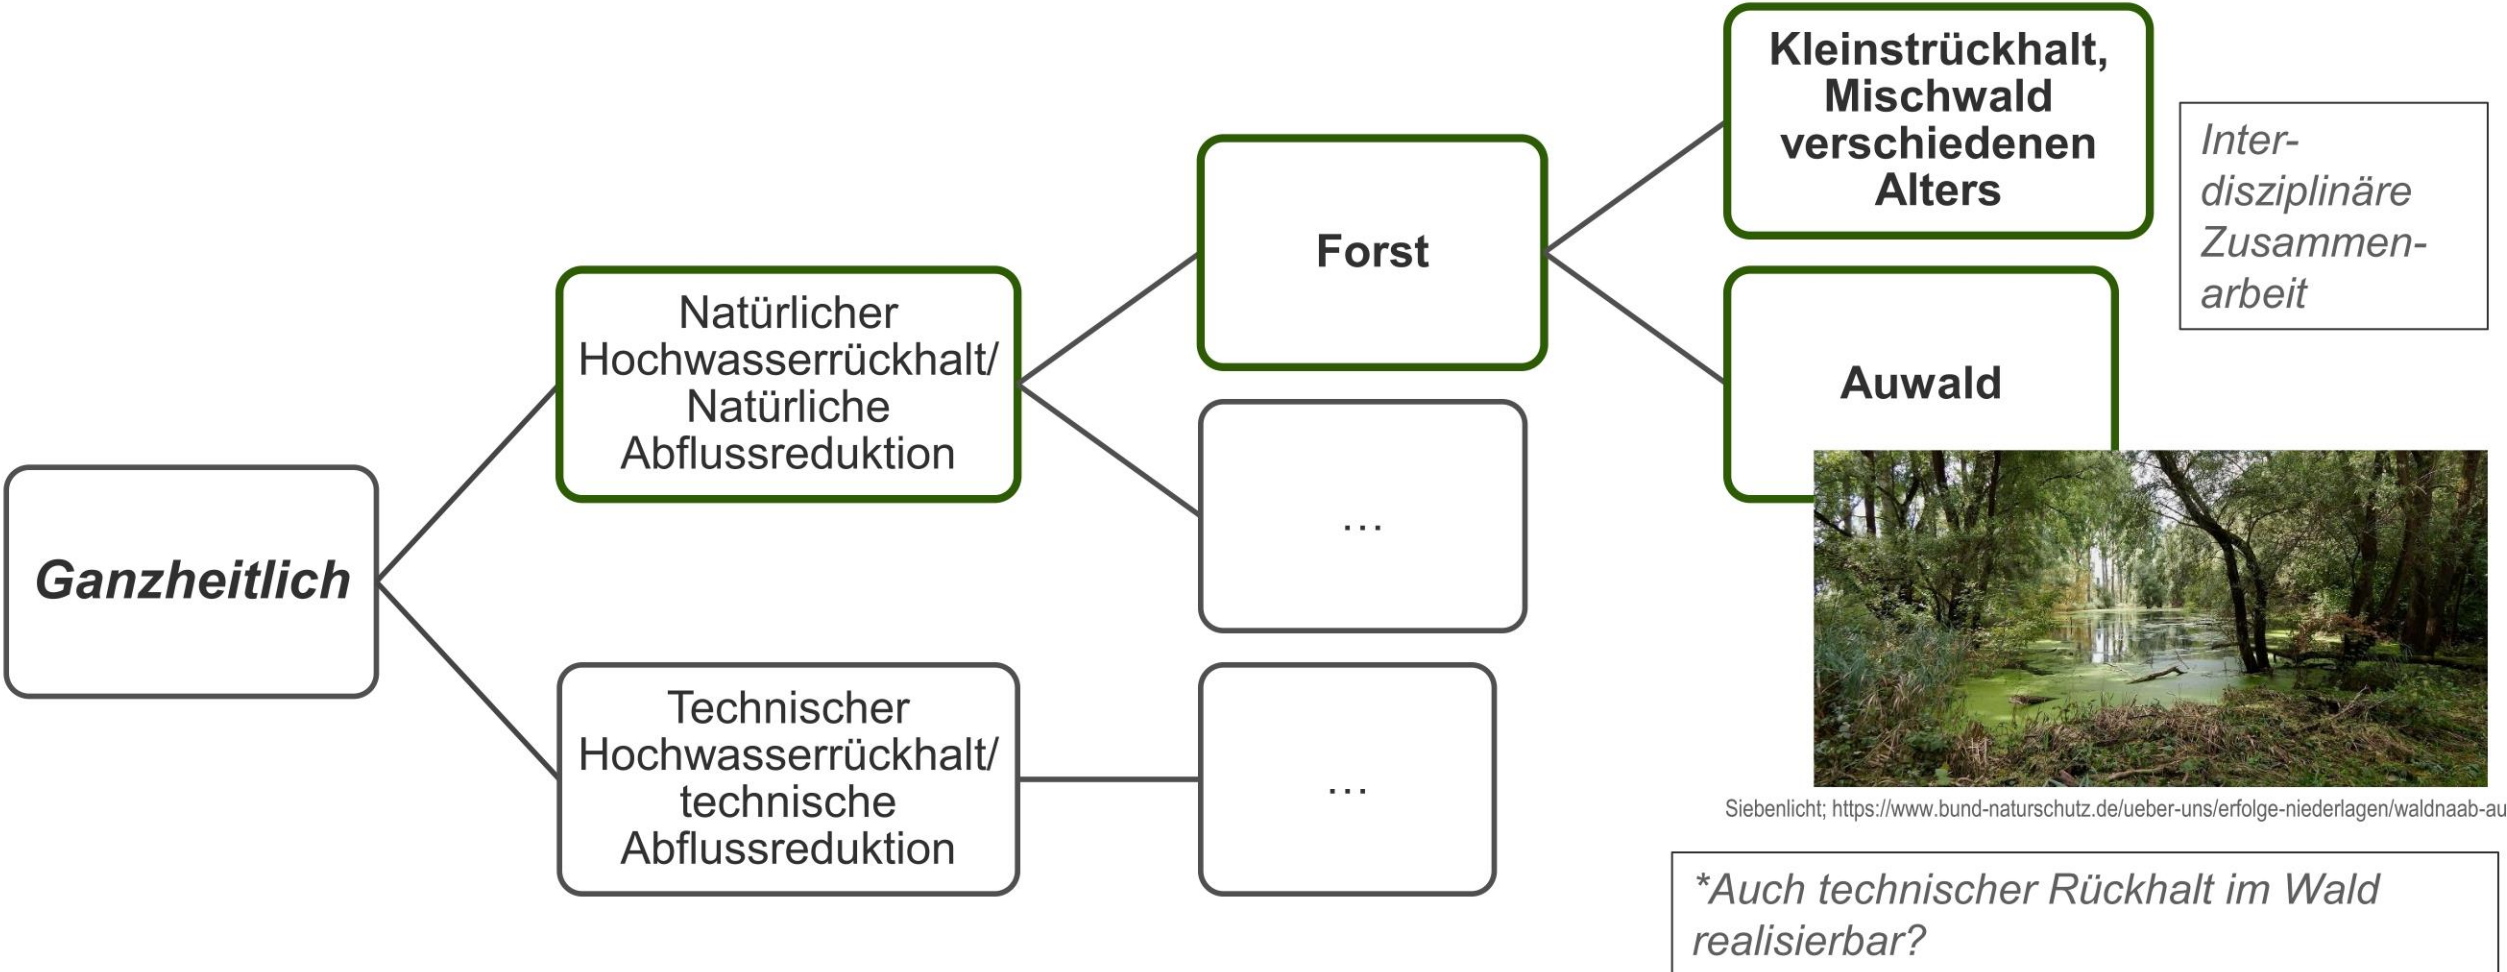 Ganzheitlich
Natürlicher
Hochwasserrückhalt/
Natürliche
Abflussreduktion
Technischer
Hochwasserrückhalt/
technische
Abflussreduktion
Forst
...
...
Kleinstrückhalt,
Mischwald
verschiedenen
Alters
Auwald
Inter-
disziplinäre
Zusammen-
arbeit
Siebenlicht; https://www.bund-naturschutz.de/ueber-uns/erfolge-niederlagen/waldnaab-au
*Auch technischer Rückhalt im Wald
realisierbar?